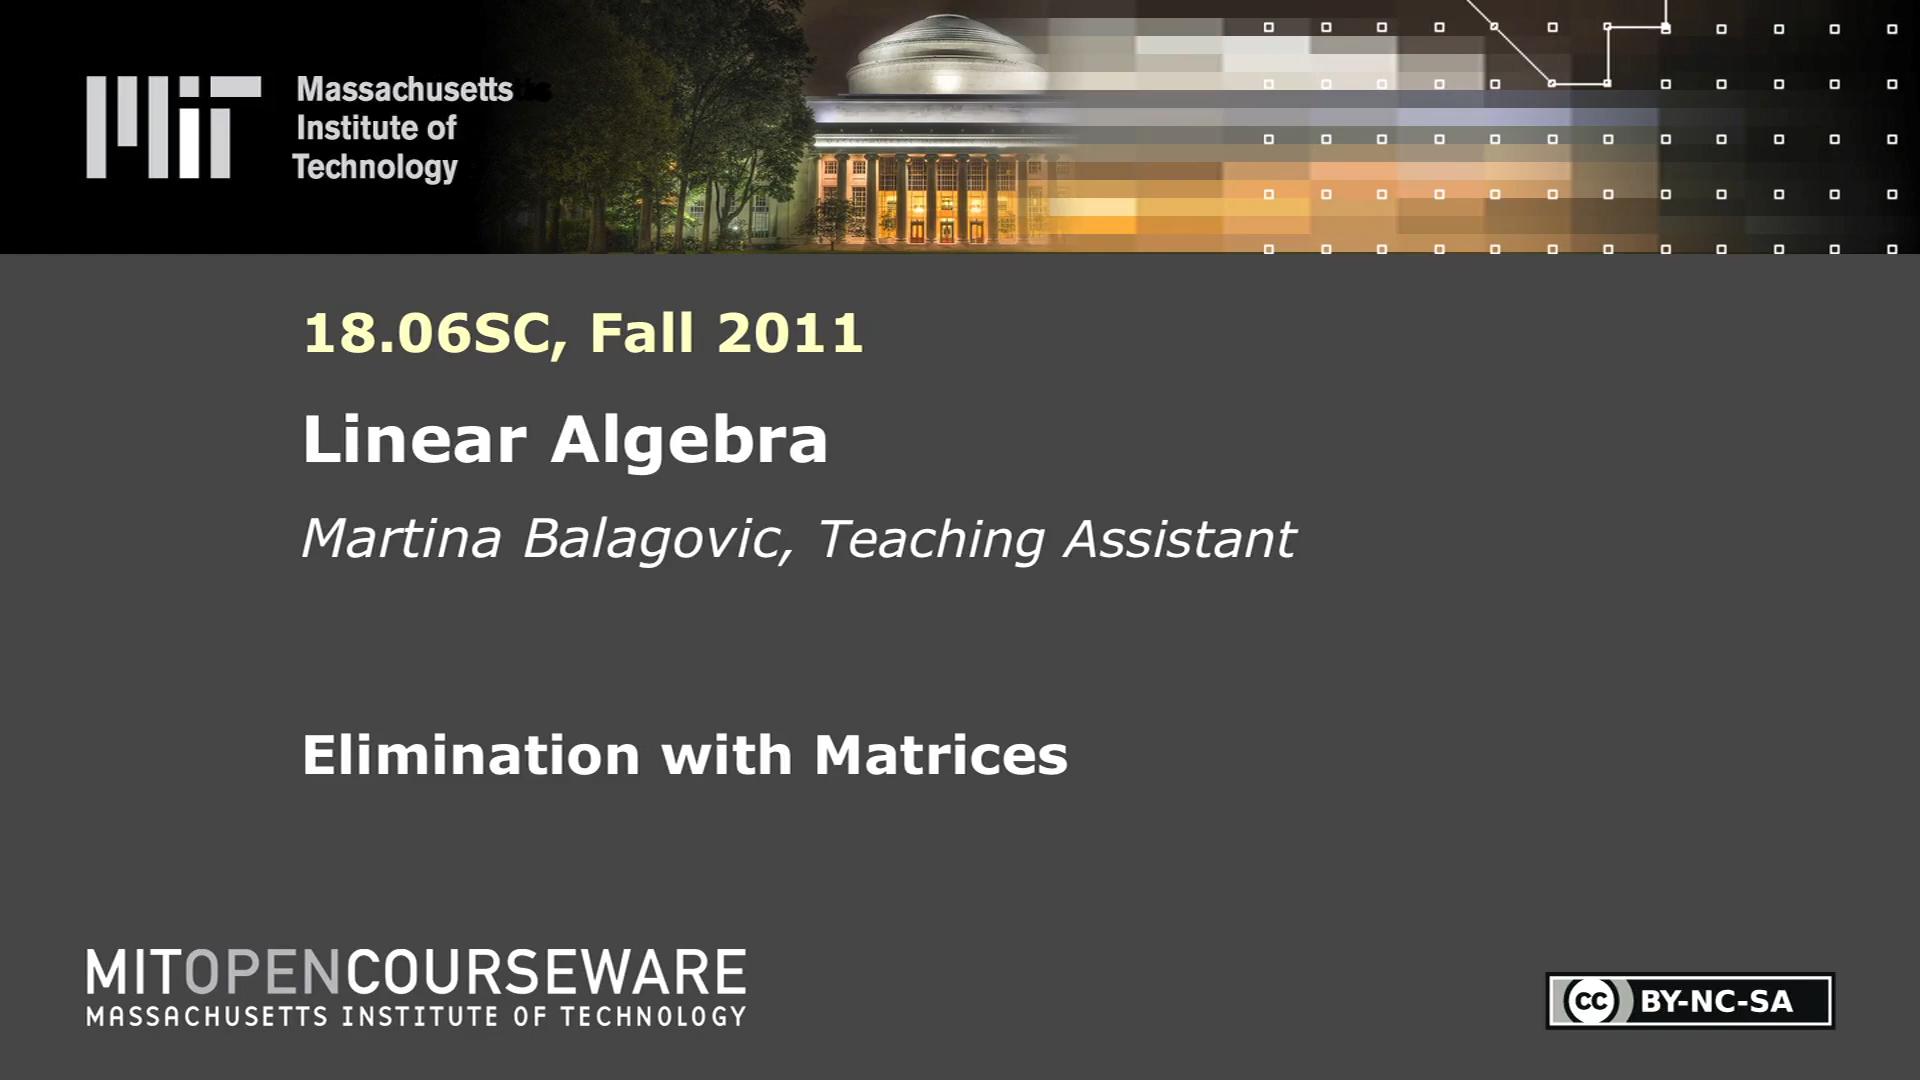 Massachusetts
Institute of
Technology
18.06SC, Fall 2011
Linear Algebra
Martina Balagovic, Teaching Assistant
Elimination with Matrices
MITOPENCOURSEWARE
MASSACHUSETTS INSTITUTE OF TECHNOLOGY
cc BY-NC-SA